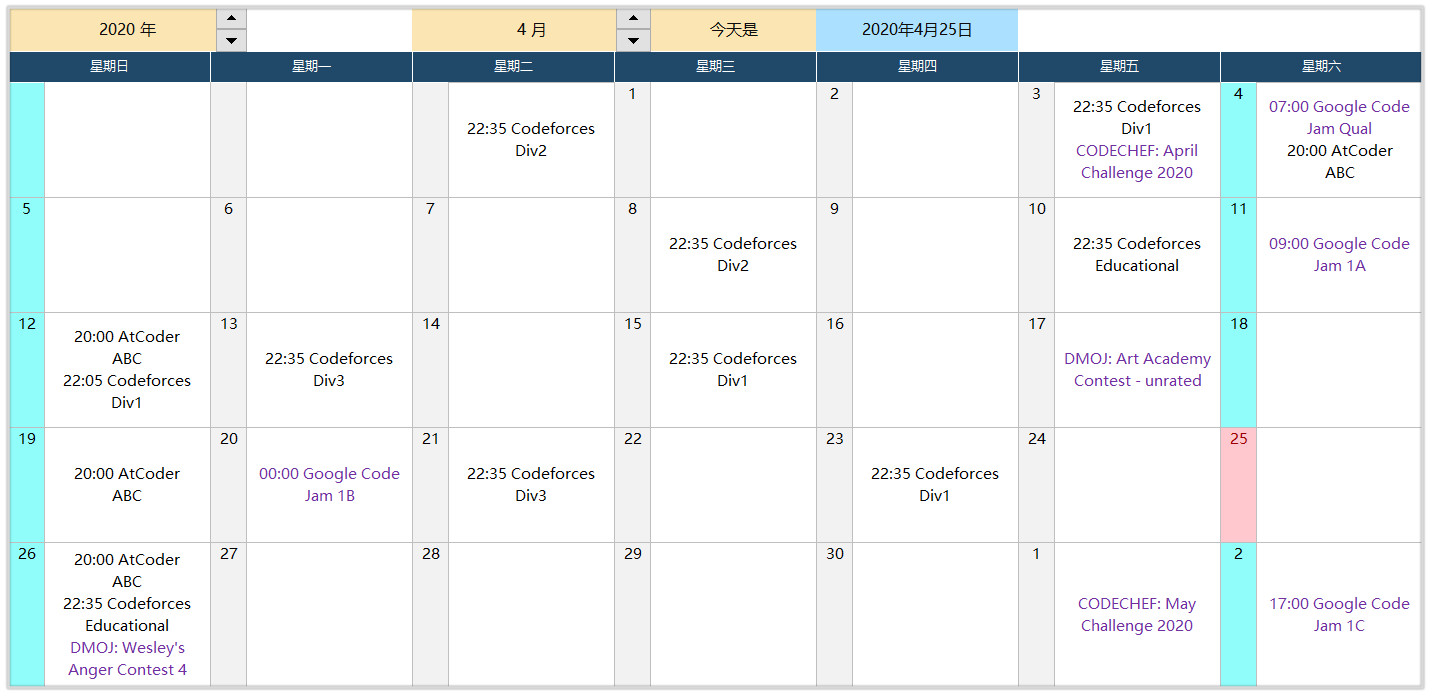 2020 年
4 月
今天是
2020年4月25日
星期日
星期一
星期二
星期三
星期四
星期五
星期六
22:35 Codeforces
Div2
1
2
3
22:35 Codeforces
Div1
CODECHEF: April
Challenge 2020
4
07:00 Google Code
Jam Qual
20:00 AtCoder
ABC
5
6
7
8
22:35 Codeforces
Div2
9
10
22:35 Codeforces
Educational
11
09:00 Google Code
Jam 1A
12
20:00 AtCoder
ABC
22:05 Codeforces
Div1
13
22:35 Codeforces
Div3
14
15
22:35 Codeforces
Div1
16
17
DMOJ: Art Academy
Contest - unrated
18
19
20:00 AtCoder
ABC
20
00:00 Google Code
Jam 1B
21
22:35 Codeforces
Div3
22
23
22:35 Codeforces
Div1
24
25
26
20:00 AtCoder
ABC
22:35 Codeforces
Educational
DMOJ: Wesley's
Anger Contest 4
27
28
29
30
1
CODECHEF: May
Challenge 2020
2
17:00 Google Code
Jam 1C